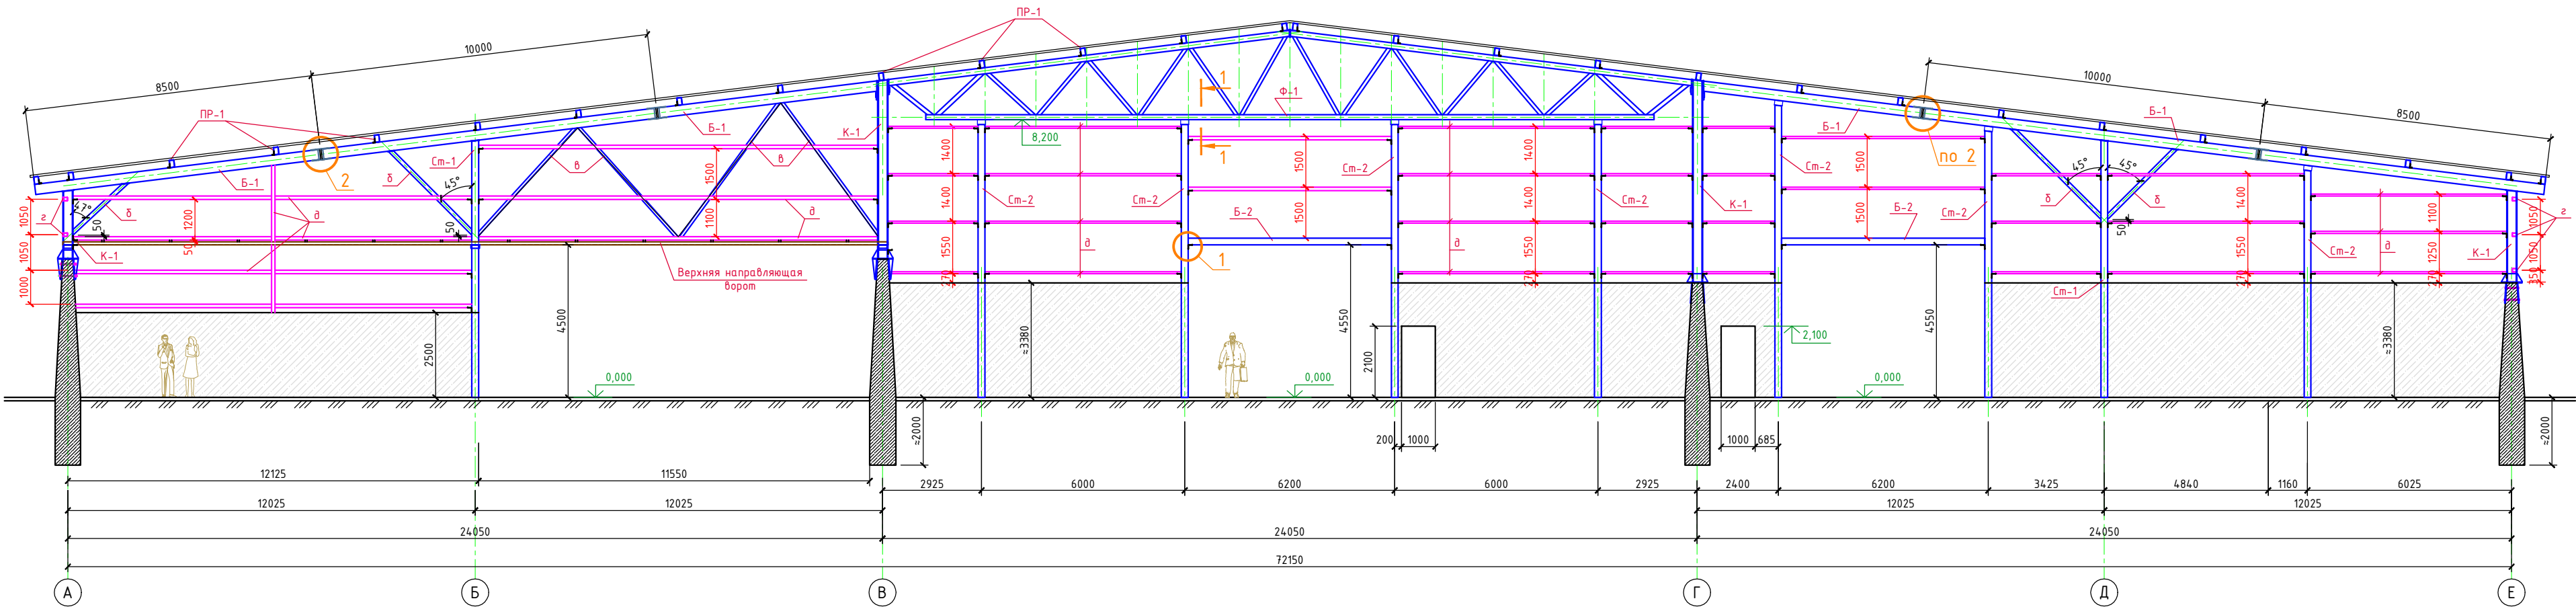 ПР-1
10000
8500
ПР-1
Б-1
К-1
1
Ф-1
1
8,200
10000
8500
Б-1
Б-1
по 2
2
Б-1
б
47°
б
45°
Ст-1
в
в
1500
1100
1200
50
50
50
д
д
г
1050
1050
1000
К-1
Верхняя направляющая
ворот
1400
1400
1550
270
Ст-2
д
Ст-2
1500
1500
Б-2
1
Ст-2
1400
1400
1550
270
д
Ст-2
К-1
Ст-2
1500
1500
Б-2
Ст-2
45°
45°
б
б
50
Ст-1
1400
1550
270
Ст-2
д
1100
1250
270
К-1
г
1050
1050
350
2500
4500
0,000
≈3380
4550
0,000
2100
2,100
0,000
4550
≈3380
≈2000
≈2000
200
1000
1000
685
12125
11550
2925
6000
6200
6000
2925
2400
6200
3425
4840
1160
6025
12025
12025
12025
12025
24050
24050
24050
72150
А
Б
В
Г
Д
Е